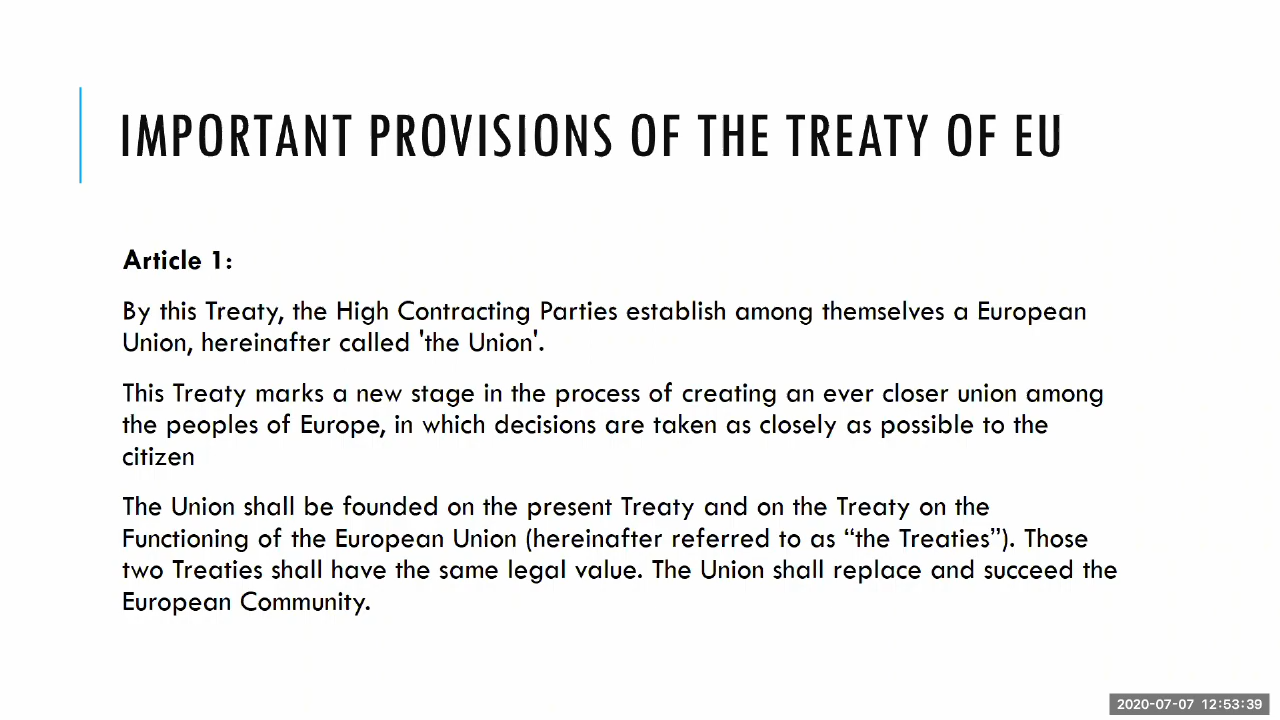 IMPORTANT PROVISIONS OF THE TREATY OF EU
Article 1:
By this Treaty, the High Contracting Parties establish among themselves a European
Union, hereinafter called 'the Union'.
This Treaty marks a new stage in the process of creating an ever closer union among
the peoples of Europe, in which decisions are taken as closely as possible to the
citizen
The Union shall be founded on the present Treaty and on the Treaty on the
Functioning of the European Union (hereinafter referred to as “the Treaties”). Those
two Treaties shall have the same legal value. The Union shall replace and succeed the
European Community.
2020-07-07 12:53:39